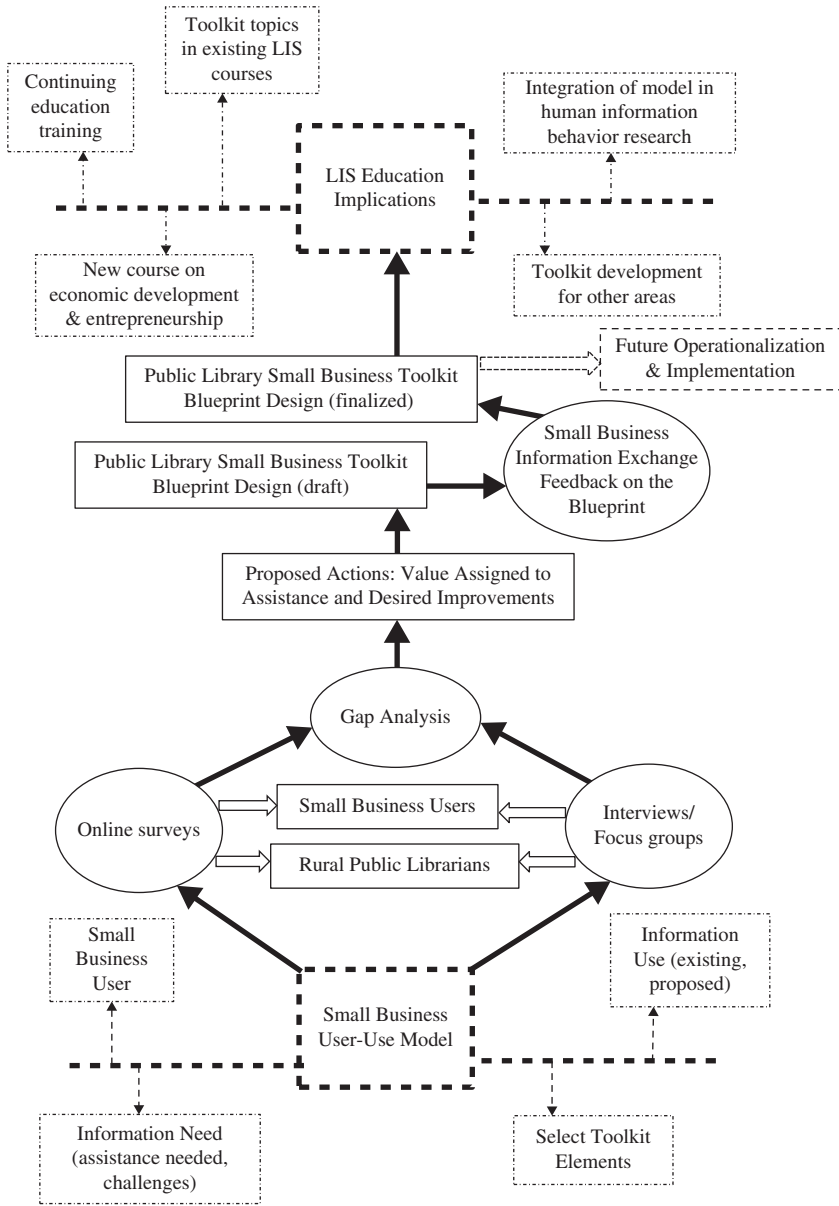 Toolkit topics
in existing LIS
courses
Continuing
education
training
Integration of model in
human information
behavior research
LIS Education
Implications
New course on
economic development
& entrepreneurship
Toolkit development
for other areas
Public Library Small Business Toolkit
Blueprint Design (finalized)
Future Operationalization
& Implementation
Small Business
Information Exchange
Feedback on the
Blueprint
Public Library Small Business Toolkit
Blueprint Design (draft)
Proposed Actions: Value Assigned to
Assistance and Desired Improvements
Gap Analysis
Online surveys
Small Business Users
Rural Public Librarians
Interviews/
Focus groups
Small
Business
User
Information
Use (existing,
proposed)
Small Business
User-Use Model
Information Need
(assistance needed,
challenges)
Select Toolkit
Elements